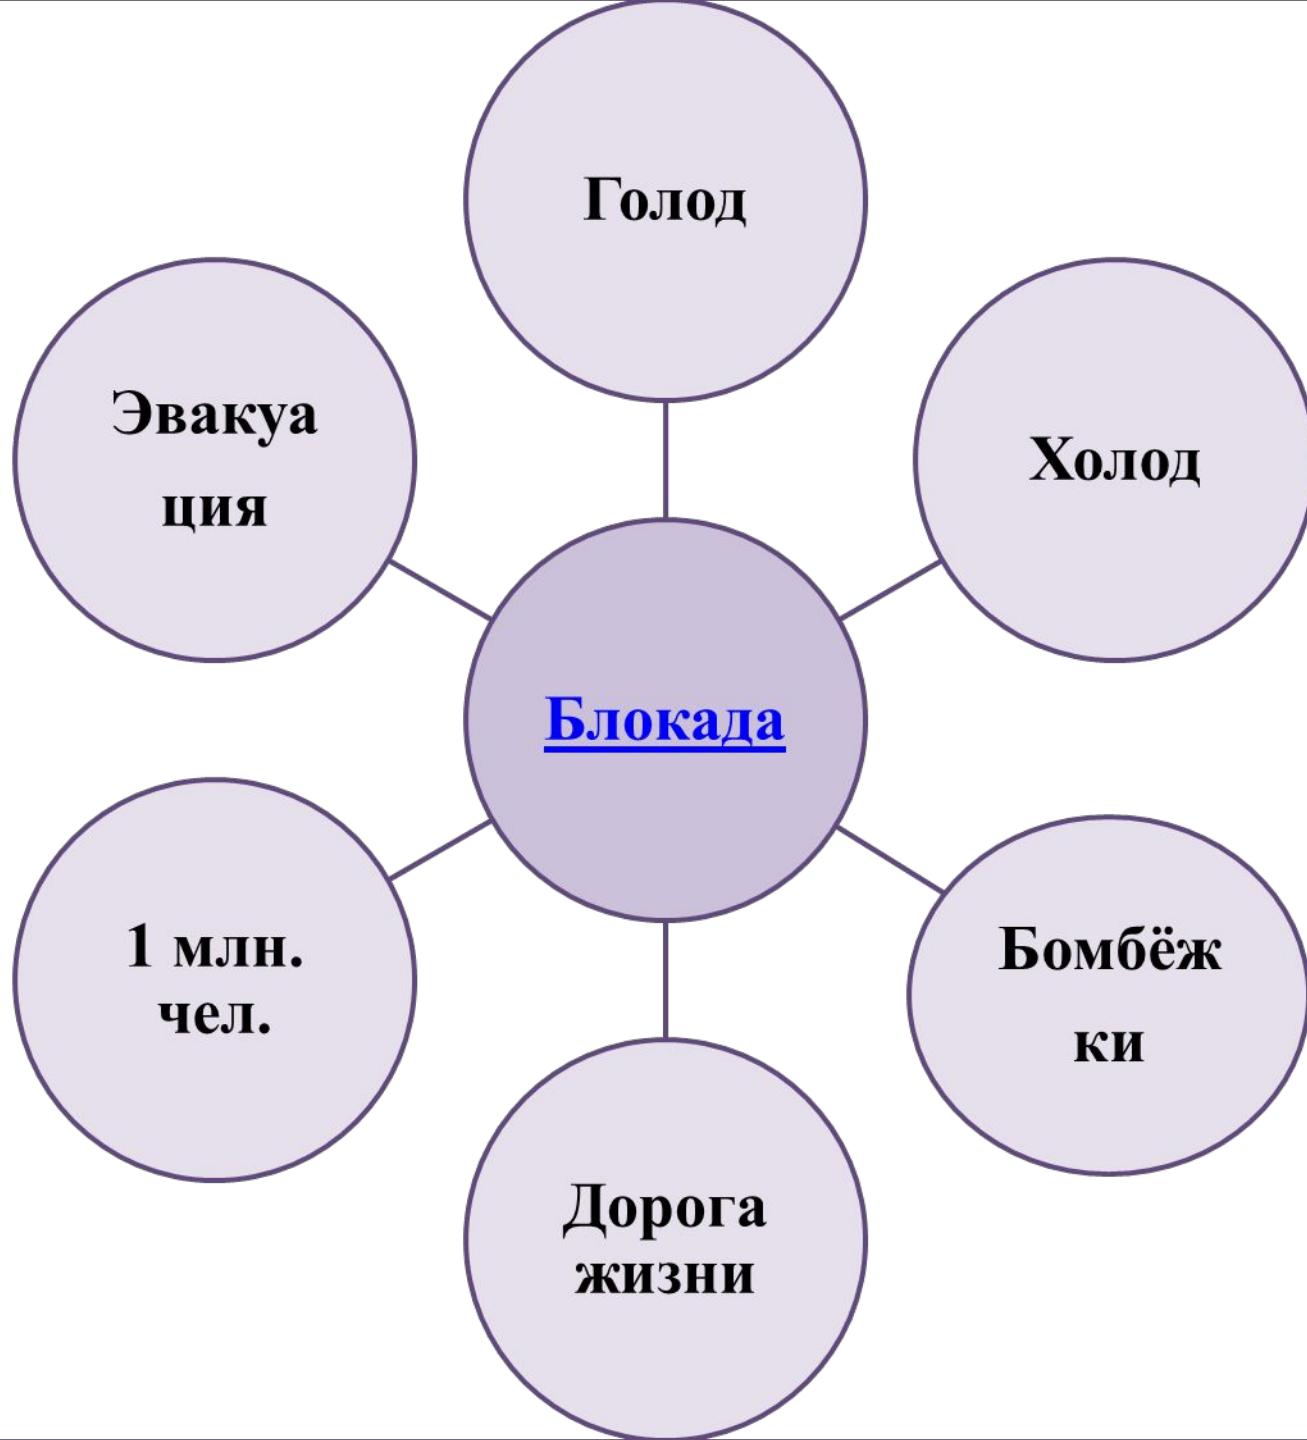 Голод
Эвакуа
ция
Холод
Блокада
1 млн.
чел.
Бомбёж
ки
Дорога
жизни